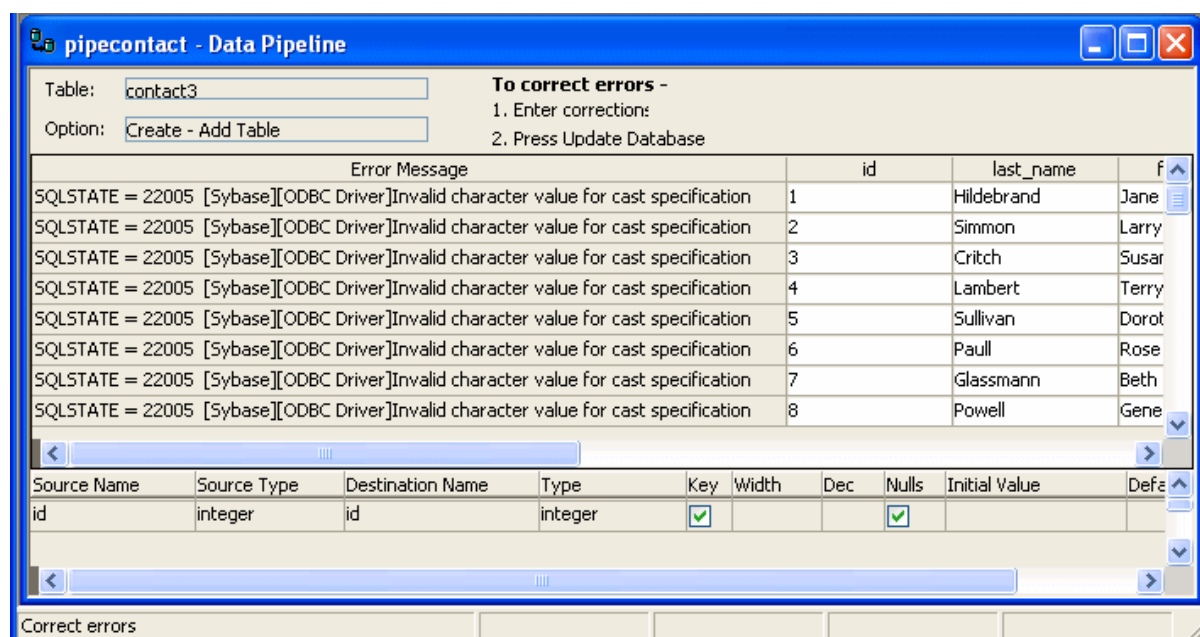 pipecontact - Data Pipeline
Table: contact3 To correct errors -
1. Enter corrections
Option: Create - Add Table 2. Press Update Database
Error Message id last_name f
SQLSTATE = 22005 [Sybase][ODBC Driver]Invalid character value for cast specification 1 Hildebrand Jane
SQLSTATE = 22005 [Sybase][ODBC Driver]Invalid character value for cast specification 2 Simmon Larry
SQLSTATE = 22005 [Sybase][ODBC Driver]Invalid character value for cast specification 3 Critch Susar
SQLSTATE = 22005 [Sybase][ODBC Driver]Invalid character value for cast specification 4 Lambert Terry
SQLSTATE = 22005 [Sybase][ODBC Driver]Invalid character value for cast specification 5 Sullivan Dorot
SQLSTATE = 22005 [Sybase][ODBC Driver]Invalid character value for cast specification 6 Paull Rose
SQLSTATE = 22005 [Sybase][ODBC Driver]Invalid character value for cast specification 7 Glassmann Beth
SQLSTATE = 22005 [Sybase][ODBC Driver]Invalid character value for cast specification 8 Powell Gene
Source Name Source Type Destination Name Type Key Width Dec Nulls Initial Value Defa
id integer id integer
Correct errors